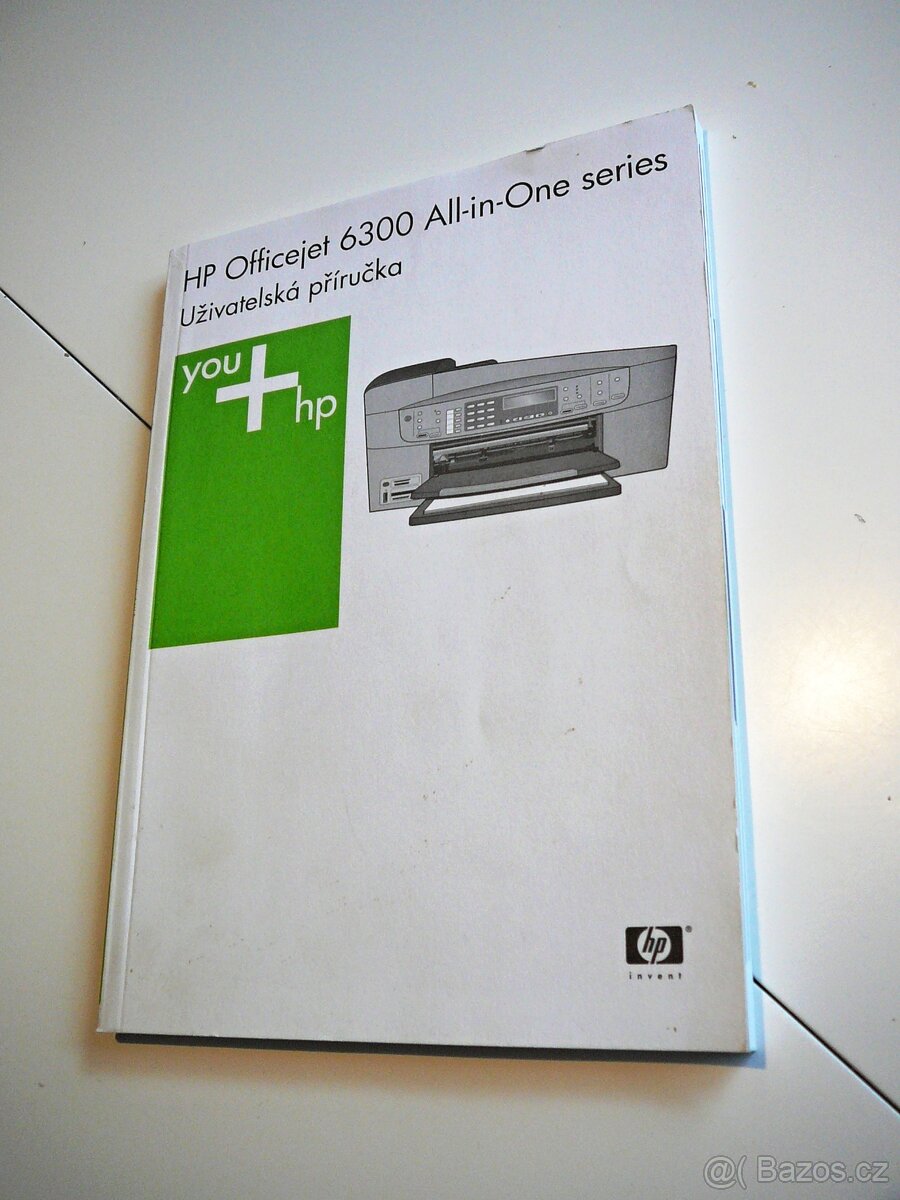 HP Officejet 6300 All-in-One series
Uživatelská příručka
you
+
hp
hp
®
invent
@( Bazos.cz